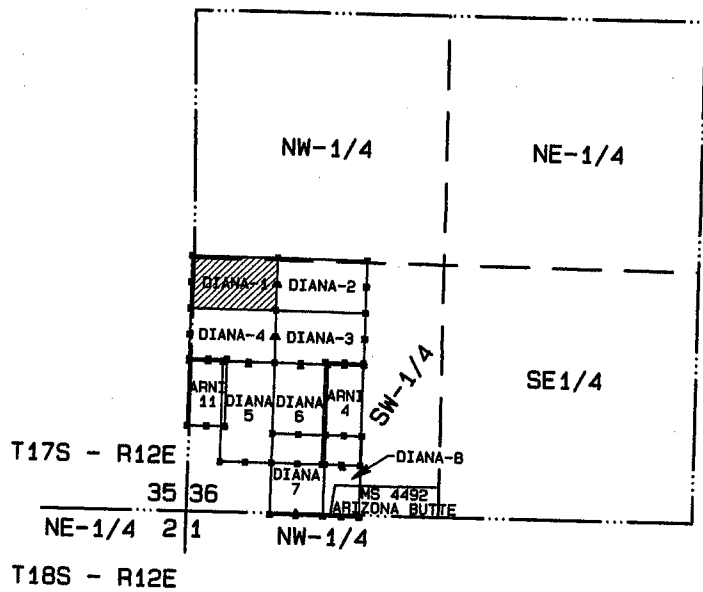 NW-1/4
NE-1/4
DIANA-1
DIANA-2
DIANA-4
DIANA-3
ARNI
11
DIANA
5
DIANA
6
ARNI
4
SW-1/4
SE1/4
DIANA-8
DIANA
7
MS 4492
ARIZONA BUTTE
T17S - R12E
35 36
NE-1/4 2 1
NW-1/4
T18S - R12E